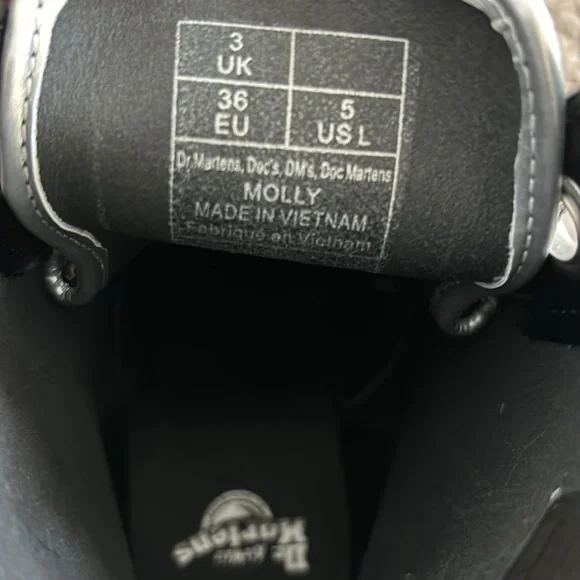 3
UK
36 5
EU US L
Dr Martens, Doc's, DM's, Doc Martens
MOLLY
MADE IN VIETNAM
Fabriqué en Vietnam
Dr. Martens